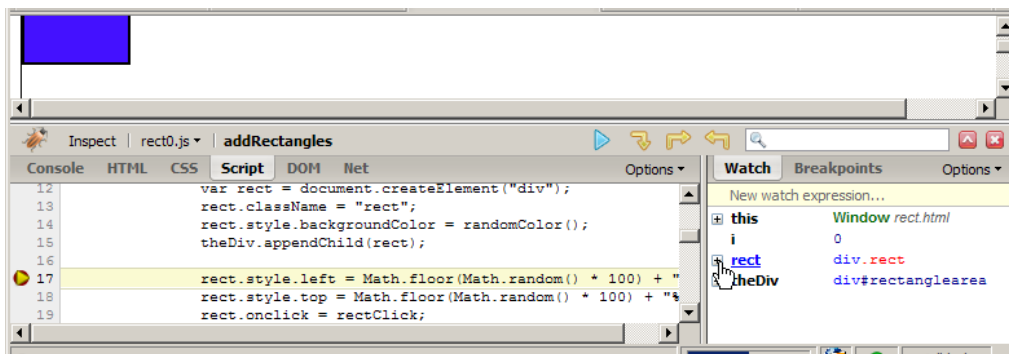 Inspect | rect0.js | addRectangles
Console HTML CSS Script DOM Net Options
12 var rect = document.createElement("div");
13 rect.className = "rect";
14 rect.style.backgroundColor = randomColor();
15 theDiv.appendChild(rect);
16
17 rect.style.left = Math.floor(Math.random() * 100) + "
18 rect.style.top = Math.floor(Math.random() * 100) + "%
19 rect.onclick = rectClick;
Watch Breakpoints Options
New watch expression...
this Window rect.html
i 0
rect div.rect
theDiv div#rectanglearea